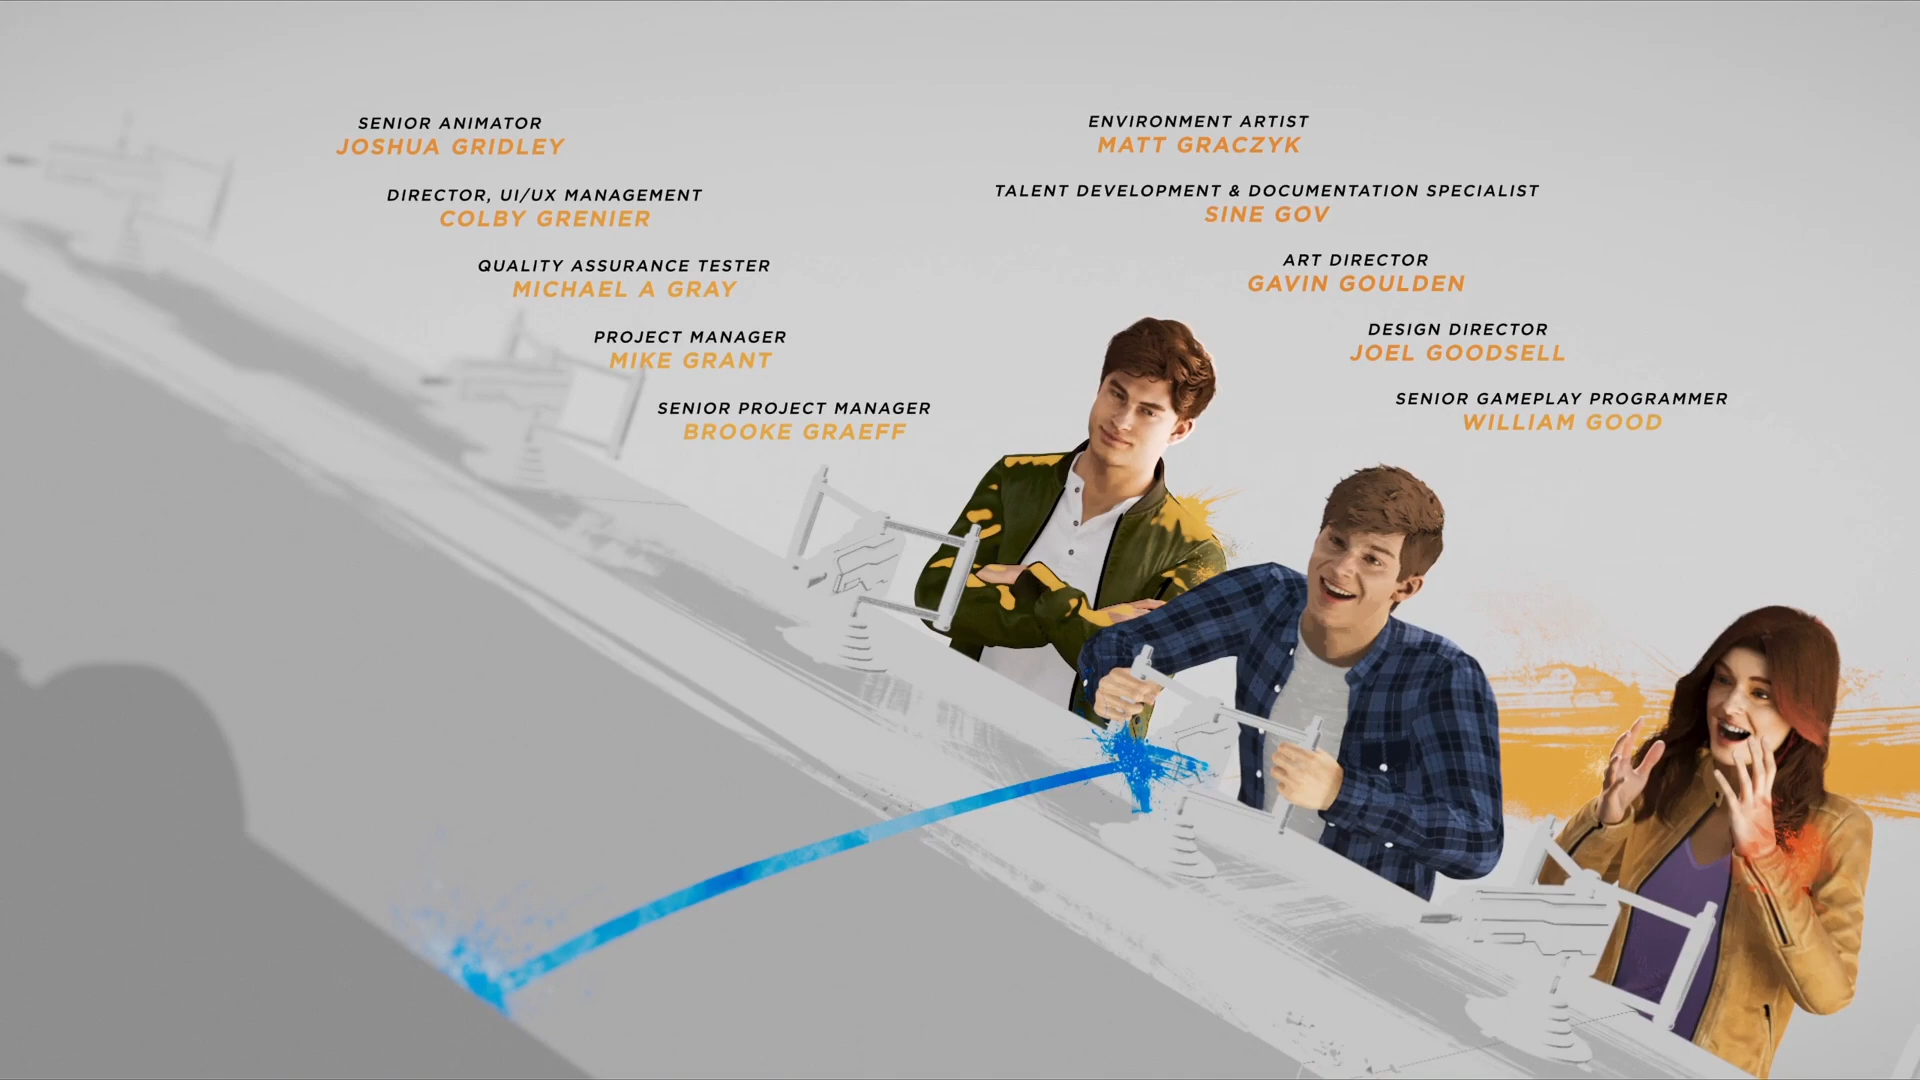 SENIOR ANIMATOR
JOSHUA GRIDLEY
DIRECTOR, UI/UX MANAGEMENT
COLBY GRENIER
QUALITY ASSURANCE TESTER
MICHAEL A GRAY
PROJECT MANAGER
MIKE GRANT
SENIOR PROJECT MANAGER
BROOKE GRAEFF
ENVIRONMENT ARTIST
MATT GRACZYK
TALENT DEVELOPMENT & DOCUMENTATION SPECIALIST
SINE GOV
ART DIRECTOR
GAVIN GOULDEN
DESIGN DIRECTOR
JOEL GOODSELL
SENIOR GAMEPLAY PROGRAMMER
WILLIAM GOOD